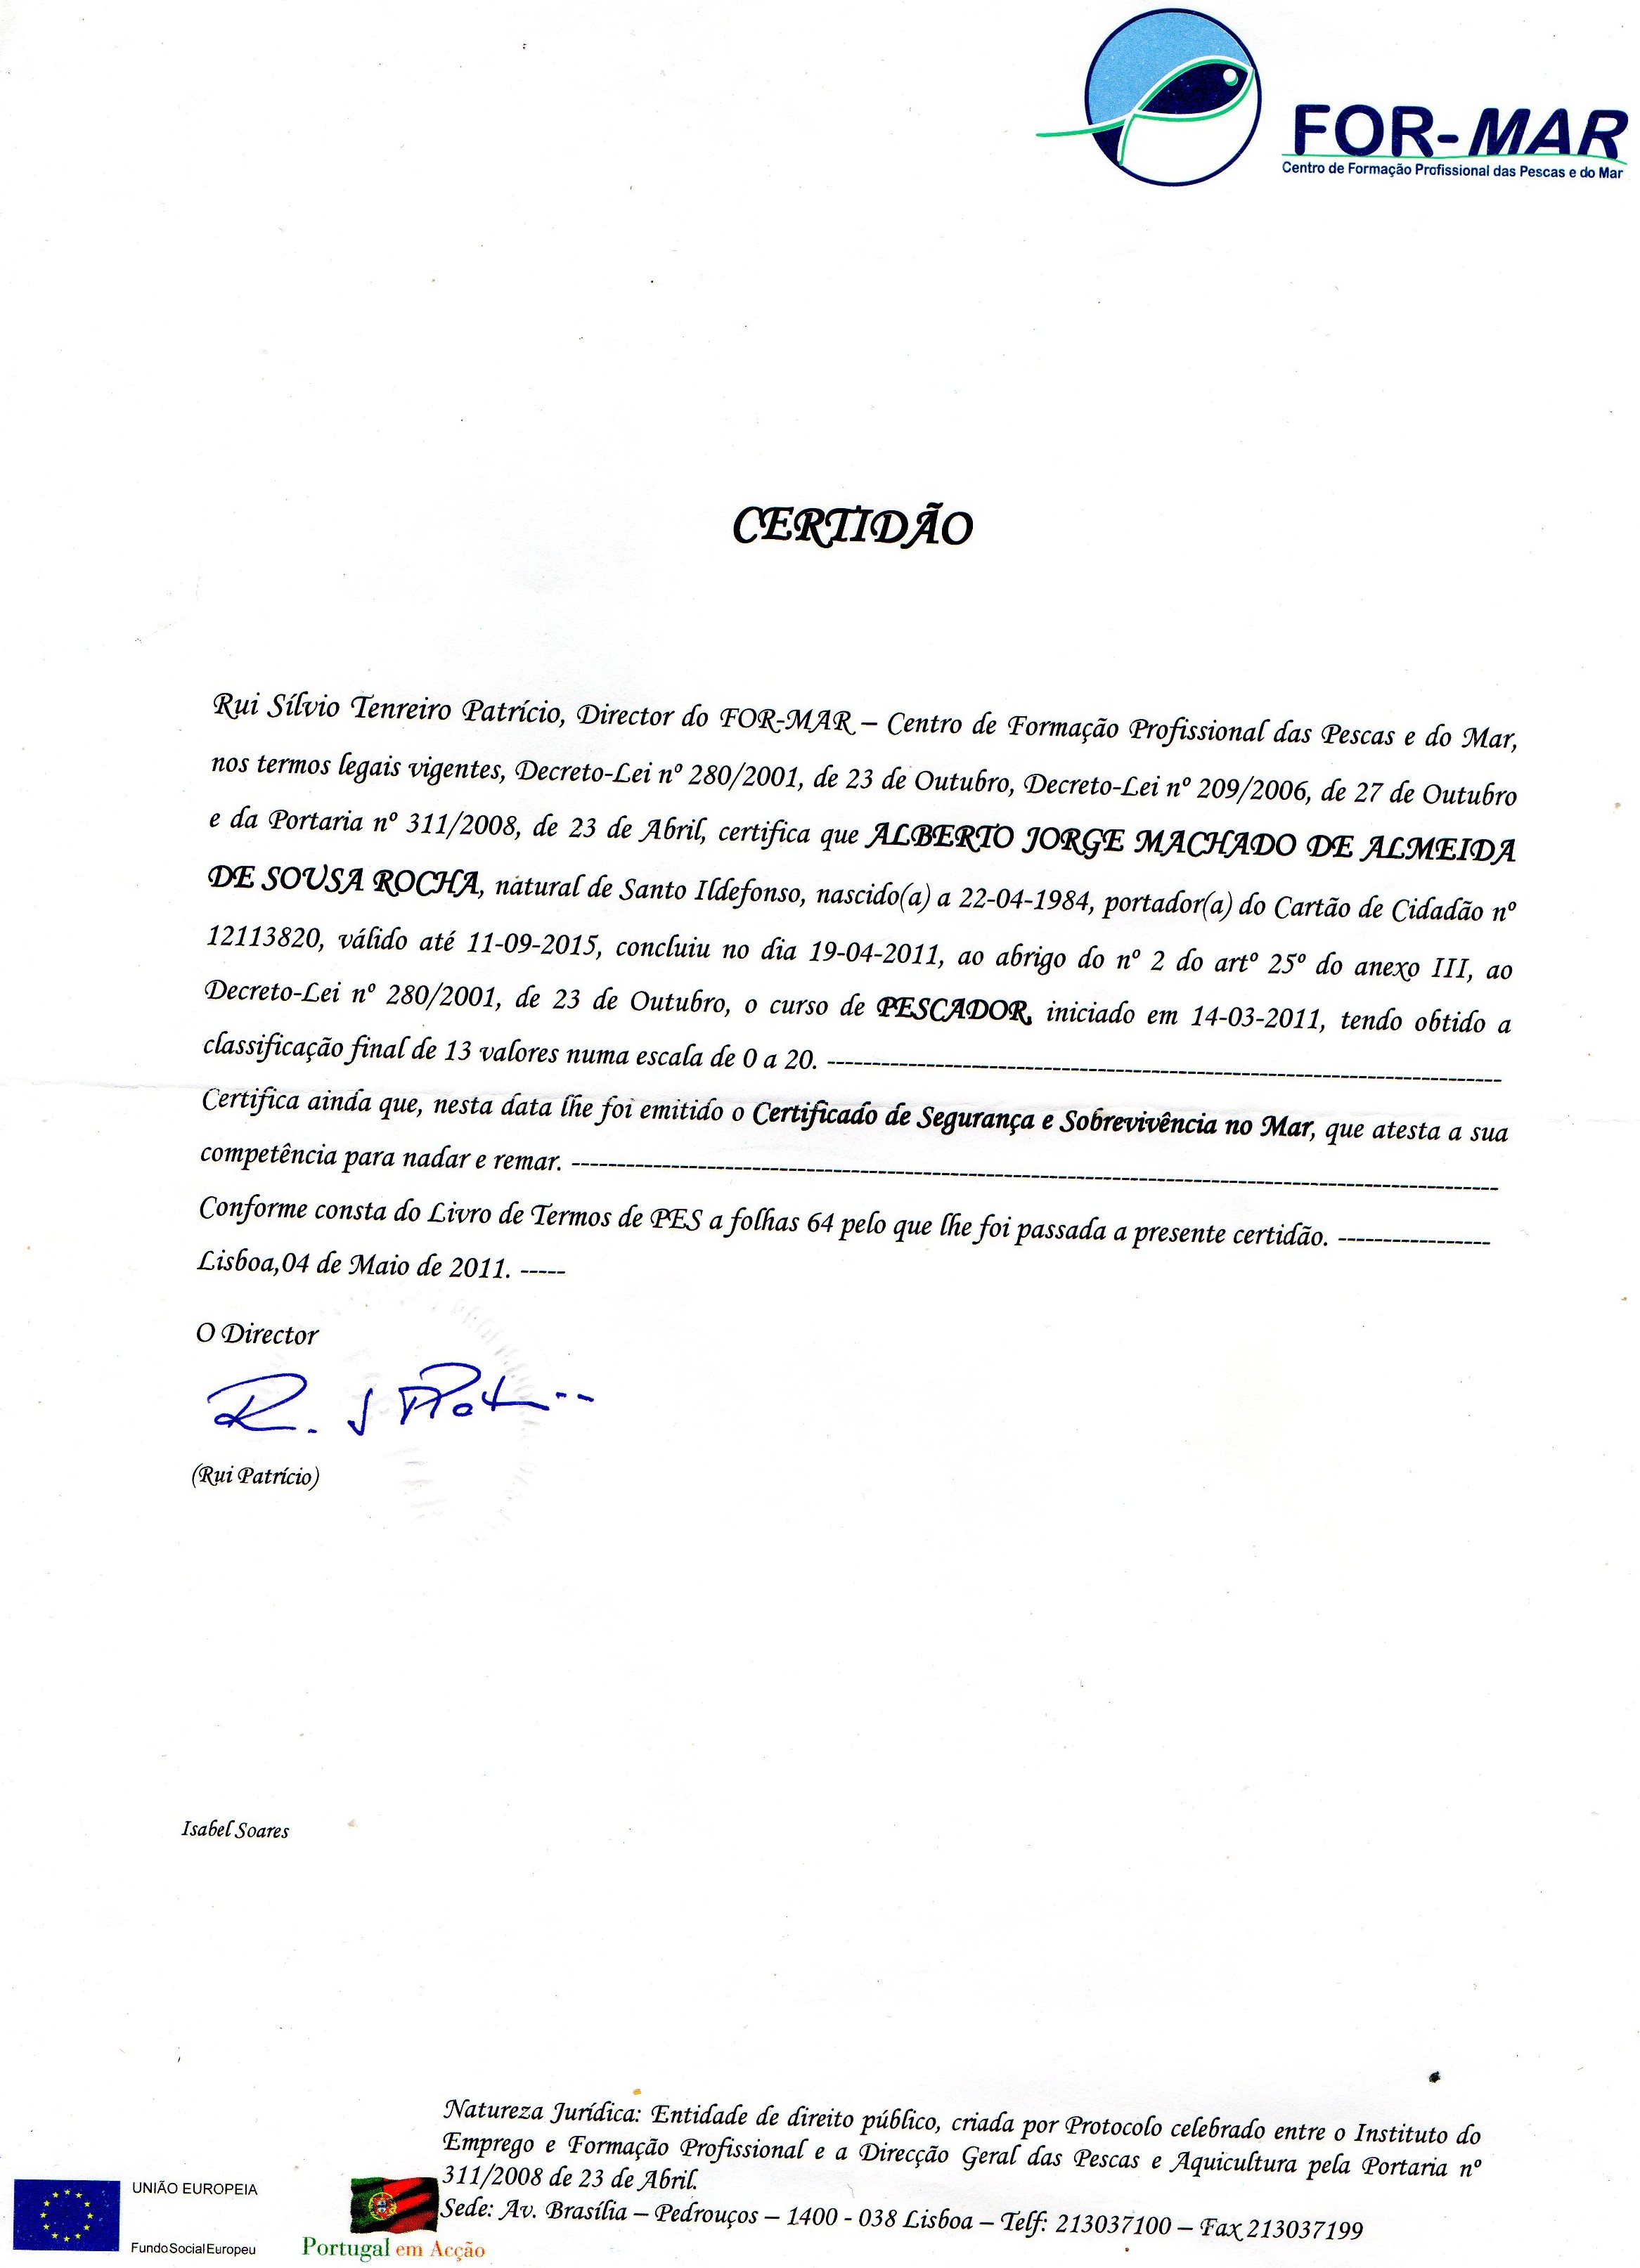 FOR-MAR
Centro de Formação Profissional das Pescas e do Mar
CERTIDÃO
Rui Sílvio Tenreiro Patrício, Director do FOR-MAR – Centro de Formação Profissional das Pescas e do Mar,
nos termos legais vigentes, Decreto-Lei nº 280/2001, de 23 de Outubro, Decreto-Lei nº 209/2006, de 27 de Outubro
e da Portaria nº 311/2008, de 23 de Abril, certifica que ALBERTO JORGE MACHADO DE ALMEIDA
DE SOUSA ROCHA, natural de Santo Ildefonso, nascido(a) a 22-04-1984, portador(a) do Cartão de Cidadão nº
12113820, válido até 11-09-2015, concluiu no dia 19-04-2011, ao abrigo do nº 2 do artº 25º do anexo III, ao
Decreto-Lei nº 280/2001, de 23 de Outubro, o curso de PESCADOR, iniciado em 14-03-2011, tendo obtido a
classificação final de 13 valores numa escala de 0 a 20. ----------
Certifica ainda que, nesta data lhe foi emitido o Certificado de Segurança e Sobrevivência no Mar, que atesta a sua
competência para nadar e remar. ----------
Conforme consta do Livro de Termos de PES a folhas 64 pelo que lhe foi passada a presente certidão. -----------------
Lisboa,04 de Maio de 2011. -----
O Director
(Rui Patrício)
Isabel Soares
Natureza Jurídica: Entidade de direito público, criada por Protocolo celebrado entre o Instituto do
Emprego e Formação Profissional e a Direcção Geral das Pescas e Aquicultura pela Portaria nº
311/2008 de 23 de Abril.
Sede: Av. Brasília – Pedrouços – 1400 - 038 Lisboa – Telf: 213037100 – Fax 213037199
UNIÃO EUROPEIA
Fundo Social Europeu
Portugal em Acção